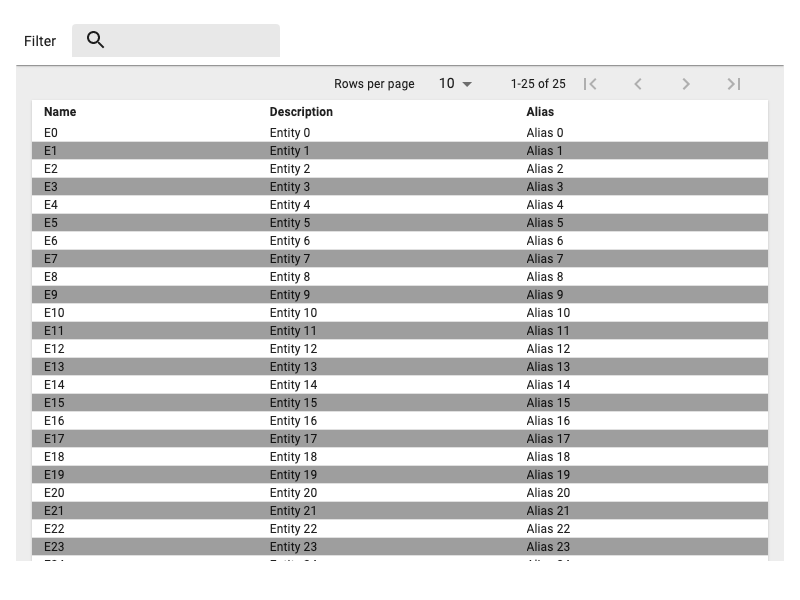 Filter
Rows per page 10 1-25 of 25
Name Description Alias
E0 Entity 0 Alias 0
E1 Entity 1 Alias 1
E2 Entity 2 Alias 2
E3 Entity 3 Alias 3
E4 Entity 4 Alias 4
E5 Entity 5 Alias 5
E6 Entity 6 Alias 6
E7 Entity 7 Alias 7
E8 Entity 8 Alias 8
E9 Entity 9 Alias 9
E10 Entity 10 Alias 10
E11 Entity 11 Alias 11
E12 Entity 12 Alias 12
E13 Entity 13 Alias 13
E14 Entity 14 Alias 14
E15 Entity 15 Alias 15
E16 Entity 16 Alias 16
E17 Entity 17 Alias 17
E18 Entity 18 Alias 18
E19 Entity 19 Alias 19
E20 Entity 20 Alias 20
E21 Entity 21 Alias 21
E22 Entity 22 Alias 22
E23 Entity 23 Alias 23